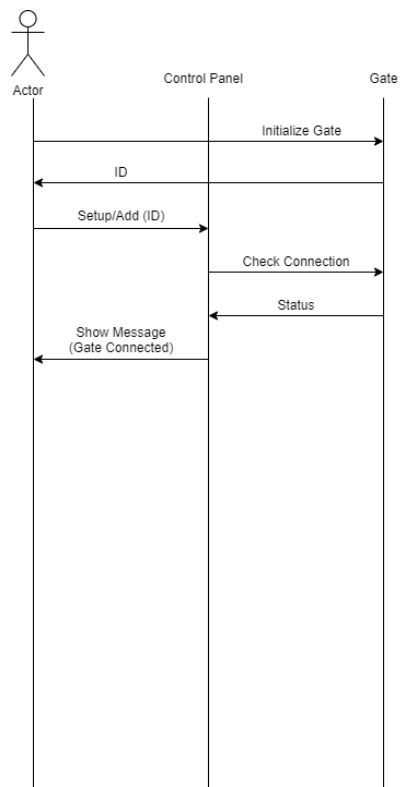 Actor
Control Panel
Gate
Initialize Gate
ID
Setup/Add (ID)
Check Connection
Status
Show Message
(Gate Connected)